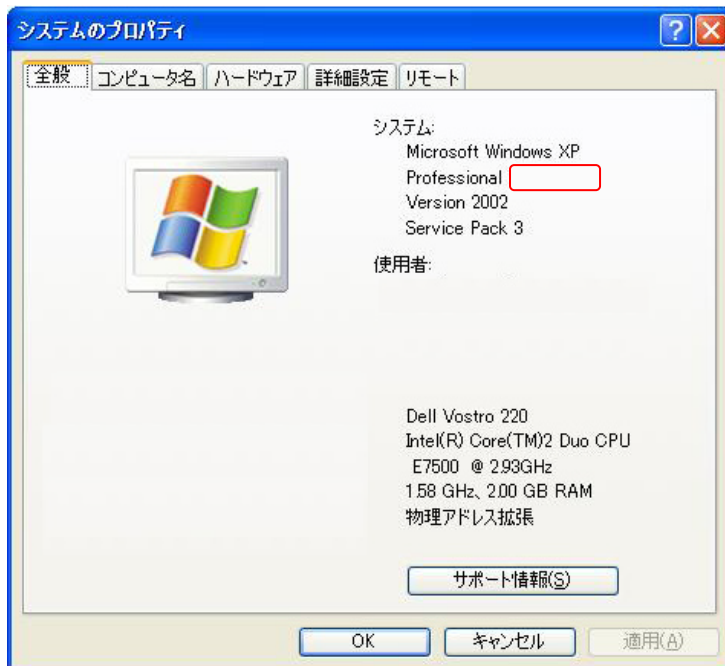 システムのプロパティ
全般 コンピュータ名 ハードウェア 詳細設定 リモート
システム:
Microsoft Windows XP
Professional
Version 2002
Service Pack 3
使用者:
Dell Vostro 220
Intel(R) Core(TM)2 Duo CPU
E7500 @ 2.93GHz
1.58 GHz、2.00 GB RAM
物理アドレス拡張
サポート情報(S)
OK キャンセル 適用(A)